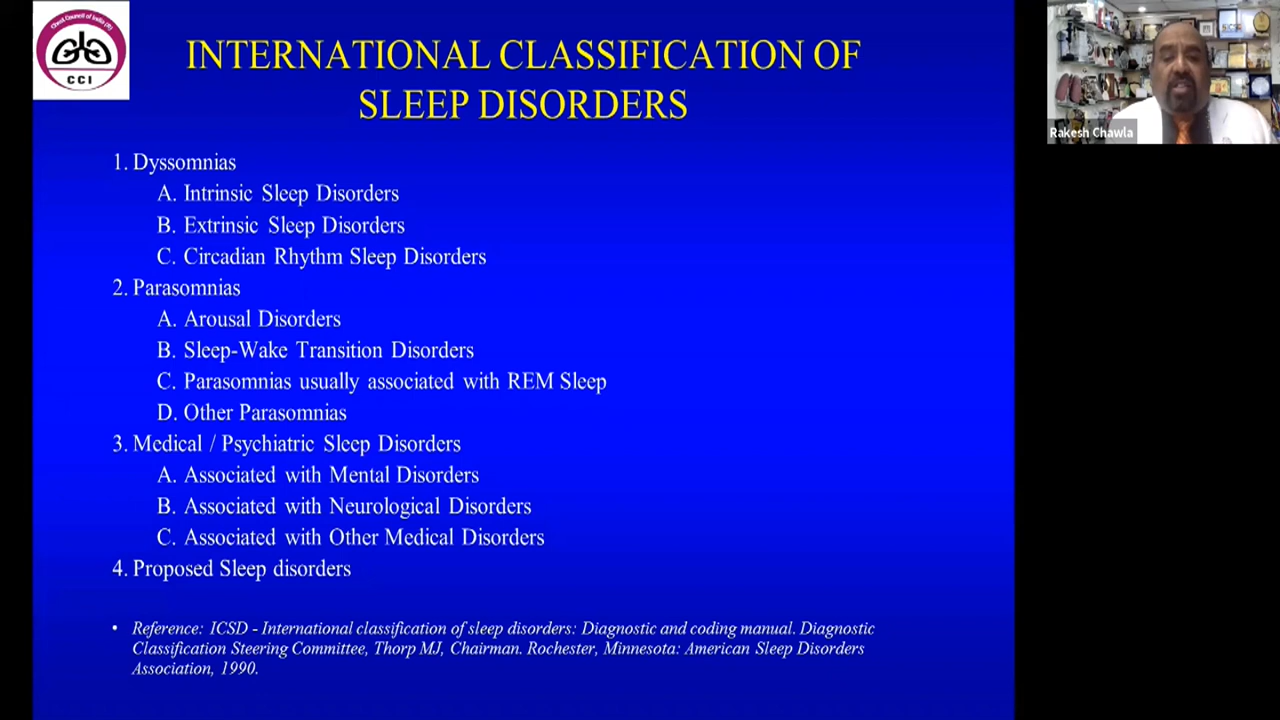 Chest Council of India (R)
CCI
INTERNATIONAL CLASSIFICATION OF
SLEEP DISORDERS
1. Dyssomnias
A. Intrinsic Sleep Disorders
B. Extrinsic Sleep Disorders
C. Circadian Rhythm Sleep Disorders
2. Parasomnias
A. Arousal Disorders
B. Sleep-Wake Transition Disorders
C. Parasomnias usually associated with REM Sleep
D. Other Parasomnias
3. Medical / Psychiatric Sleep Disorders
A. Associated with Mental Disorders
B. Associated with Neurological Disorders
C. Associated with Other Medical Disorders
4. Proposed Sleep disorders
• Reference: ICSD - International classification of sleep disorders: Diagnostic and coding manual. Diagnostic
Classification Steering Committee, Thorp MJ, Chairman. Rochester, Minnesota: American Sleep Disorders
Association, 1990.
Rakesh Chawla